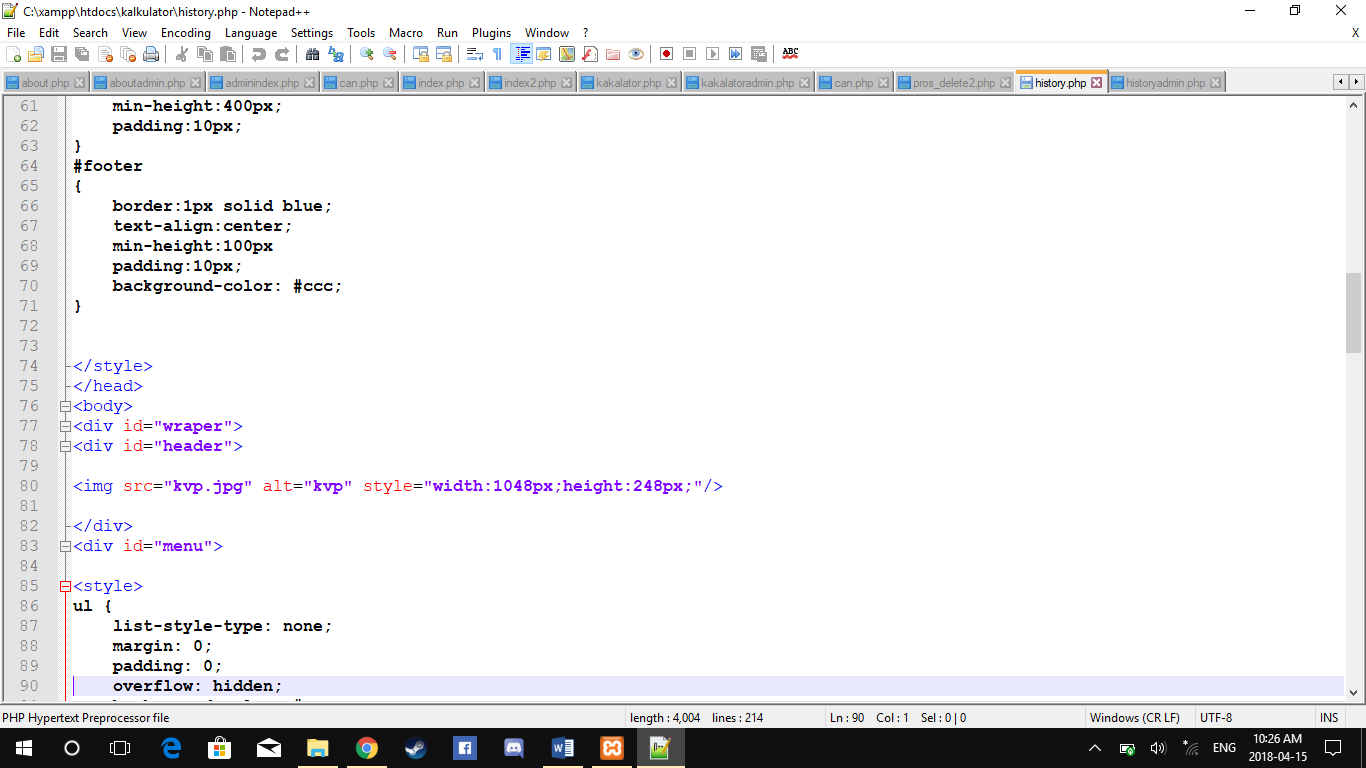 C:\xampp\htdocs\kalkulator\history.php - Notepad++
File Edit Search View Encoding Language Settings Tools Macro Run Plugins Window ? X
ABC
about.php aboutadmin.php adminindex.php can.php index.php index2.php kakalator.php kakalatoradmin.php can.php pros_delete2.php history.php historyadmin.php
61 min-height:400px;
62 padding:10px;
63 }
64 #footer
65 {
66 border:1px solid blue;
67 text-align:center;
68 min-height:100px
69 padding:10px;
70 background-color: #ccc;
71 }
72
73
74 </style>
75 </head>
76 <body>
77 <div id="wraper">
78 <div id="header">
79
80 <img src="kvp.jpg" alt="kvp" style="width:1048px;height:248px;"/>
81
82 </div>
83 <div id="menu">
84
85 <style>
86 ul {
87 list-style-type: none;
88 margin: 0;
89 padding: 0;
90 overflow: hidden;
PHP Hypertext Preprocessor file length : 4,004 lines : 214 Ln : 90 Col : 1 Sel : 0 | 0 Windows (CR LF) UTF-8 INS
ENG 10:26 AM
2018-04-15